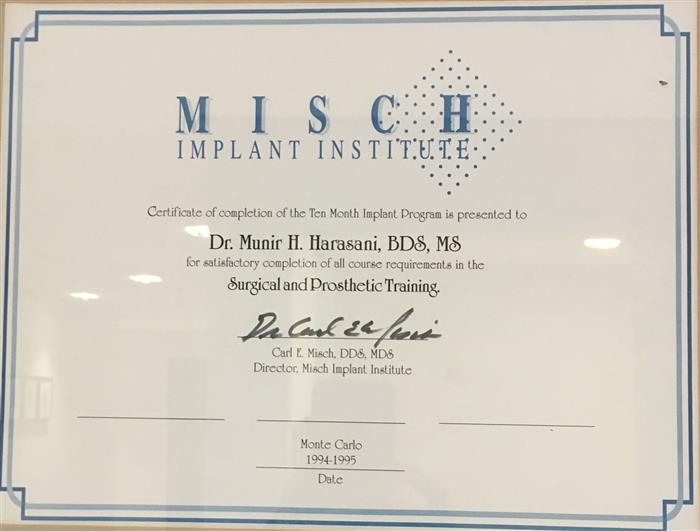 MISCH
IMPLANT INSTITUTE
Certificate of completion of the Ten Month Implant Program is presented to
Dr. Munir H. Harasani, BDS, MS
for satisfactory completion of all course requirements in the
Surgical and Prosthetic Training.
Carl E. Misch, DDS, MDS
Director, Misch Implant Institute
Monte Carlo
1994-1995
Date